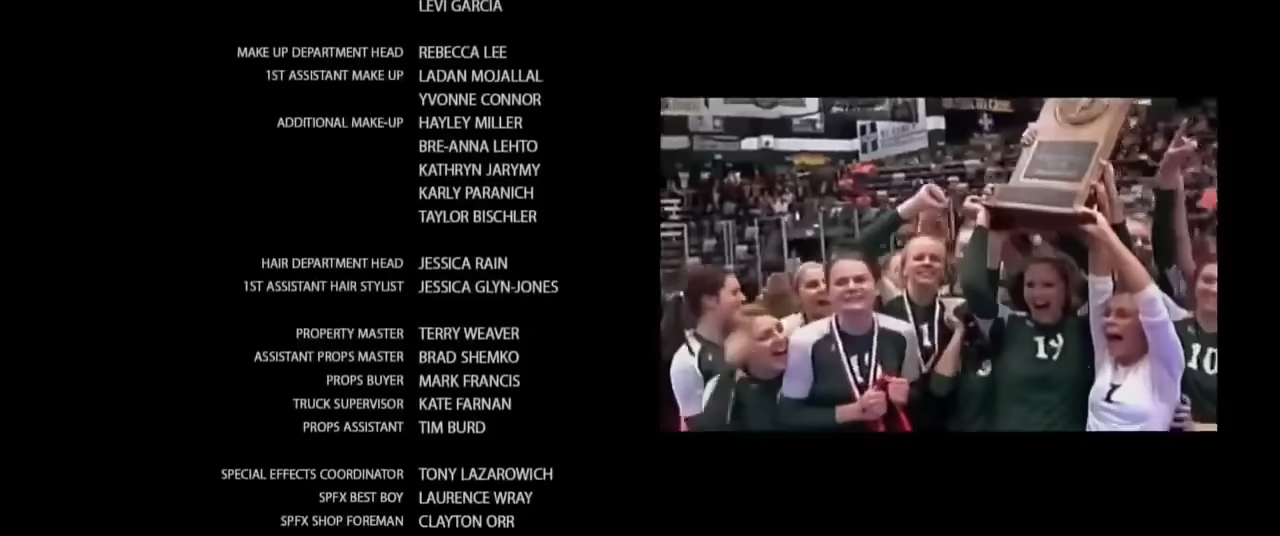 LEVI GARCIA
MAKE UP DEPARTMENT HEAD REBECCA LEE
1ST ASSISTANT MAKE UP LADAN MOJALLAL
YVONNE CONNOR
ADDITIONAL MAKE-UP HAYLEY MILLER
BRE-ANNA LEHTO
KATHRYN JARYMY
KARLY PARANICH
TAYLOR BISCHLER
HAIR DEPARTMENT HEAD JESSICA RAIN
1ST ASSISTANT HAIR STYLIST JESSICA GLYN-JONES
PROPERTY MASTER TERRY WEAVER
ASSISTANT PROPS MASTER BRAD SHEMKO
PROPS BUYER MARK FRANCIS
TRUCK SUPERVISOR KATE FARNAN
PROPS ASSISTANT TIM BURD
SPECIAL EFFECTS COORDINATOR TONY LAZAROWICH
SPFX BEST BOY LAURENCE WRAY
SPFX SHOP FOREMAN CLAYTON ORR
19
7
10